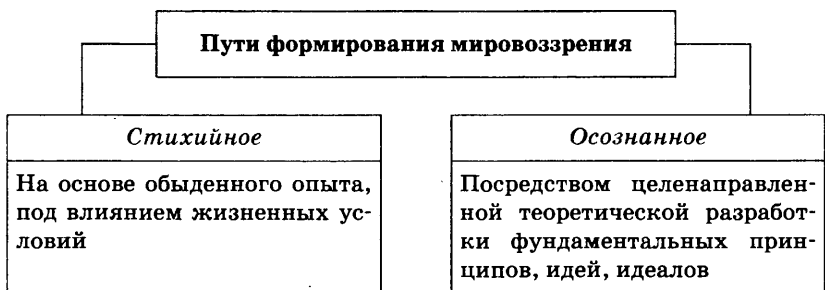 Пути формирования мировоззрения
Стихийное
На основе обыденного опыта,
под влиянием жизненных ус-
ловий
Осознанное
Посредством целенаправлен-
ной теоретической разработ-
ки фундаментальных прин-
ципов, идей, идеалов